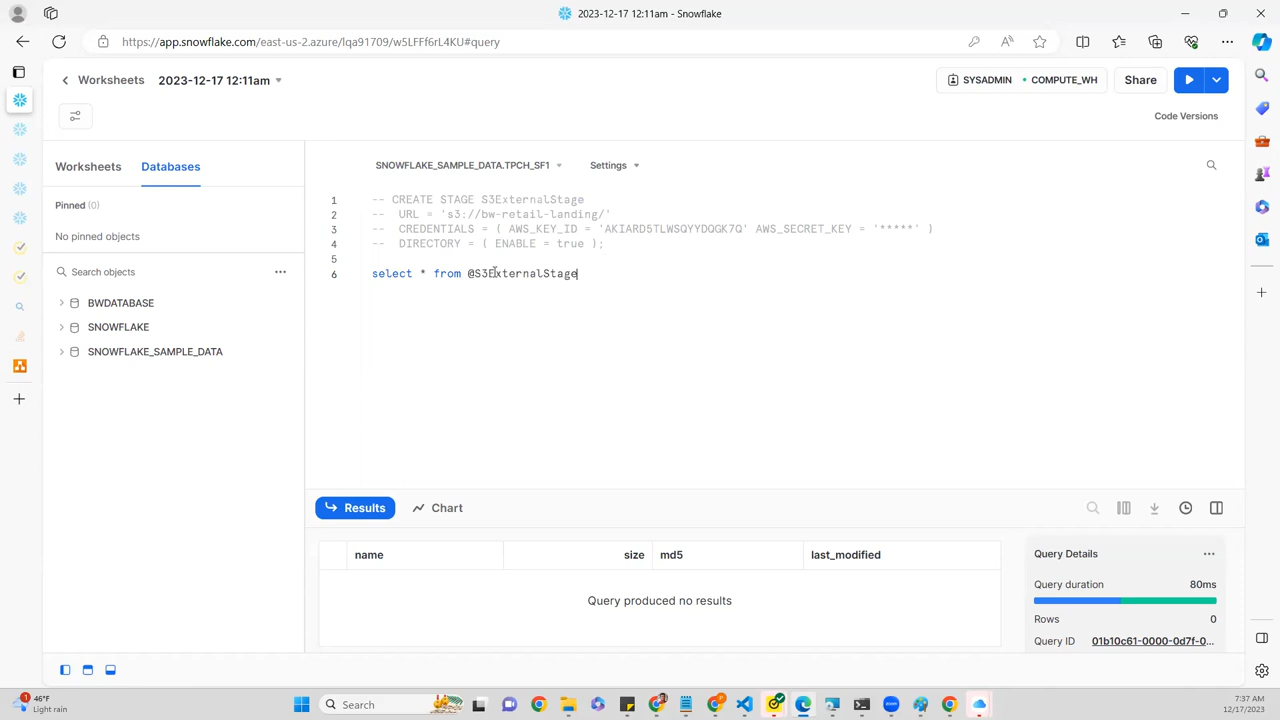 2023-12-17 12:11am - Snowflake
https://app.snowflake.com/east-us-2.azure/lqa91709/w5LFFf6rL4KU#query
Worksheets 2023-12-17 12:11am
SYSADMIN COMPUTE_WH Share
Code Versions
Worksheets Databases
SNOWFLAKE_SAMPLE_DATA.TPCH_SF1 Settings
Pinned (0)
No pinned objects
Search objects
BWDATABASE
SNOWFLAKE
SNOWFLAKE_SAMPLE_DATA
1 -- CREATE STAGE S3ExternalStage
2 -- URL = 's3://bw-retail-landing/'
3 -- CREDENTIALS = ( AWS_KEY_ID = 'AKIARD5TLWSQYYDQGK7Q' AWS_SECRET_KEY = '*****' )
4 -- DIRECTORY = ( ENABLE = true );
5
6 select * from @S3ExternalStage
Results Chart
name size md5 last_modified
Query produced no results
Query Details
Query duration 80ms
Rows 0
Query ID 01b10c61-0000-0d7f-0...
1
46°F
Light rain
Search
7:37 AM
12/17/2023